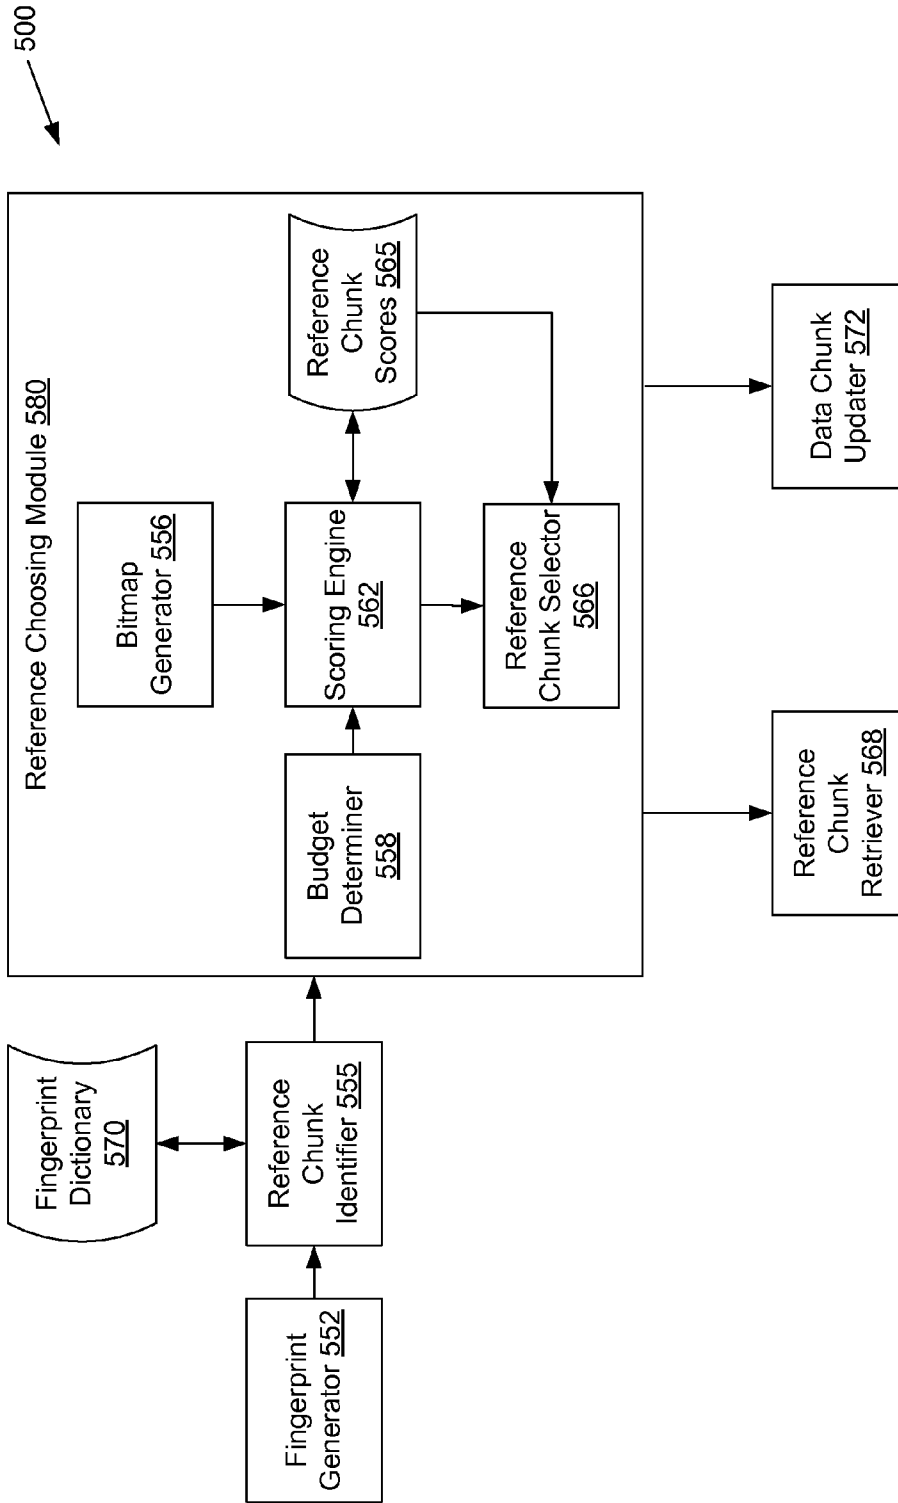 500
Reference Choosing Module 580
Fingerprint
Dictionary
570
Bitmap
Generator 556
Fingerprint
Generator 552
Reference
Chunk
Identifier 555
Budget
Determiner
558
Scoring Engine
562
Reference
Chunk
Scores 565
Reference
Chunk Selector
566
Reference
Chunk
Retriever 568
Data Chunk
Updater 572